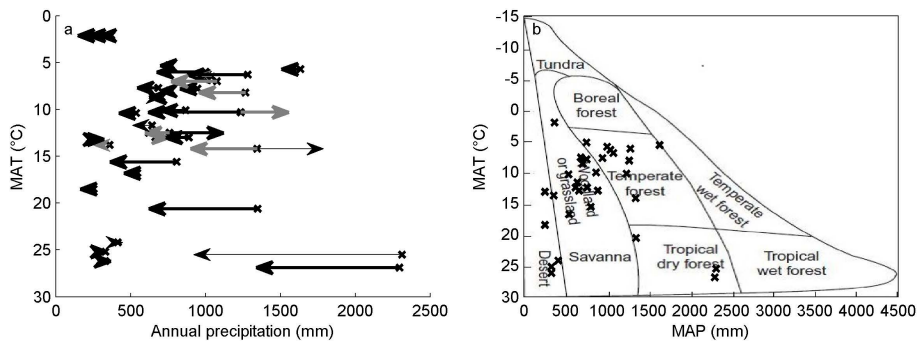 a
MAT (°C)
0
5
10
15
20
25
30
0 500 1000 1500 2000 2500
Annual precipitation (mm)
b
MAT (°C)
-15
-10
-5
0
5
10
15
20
25
30
0 500 1000 1500 2000 2500 3000 3500 4000 4500
MAP (mm)
Tundra
Boreal
forest
Woodland
or grassland
Temperate
forest
Temperate
wet forest
Desert
Savanna
Tropical
dry forest
Tropical
wet forest